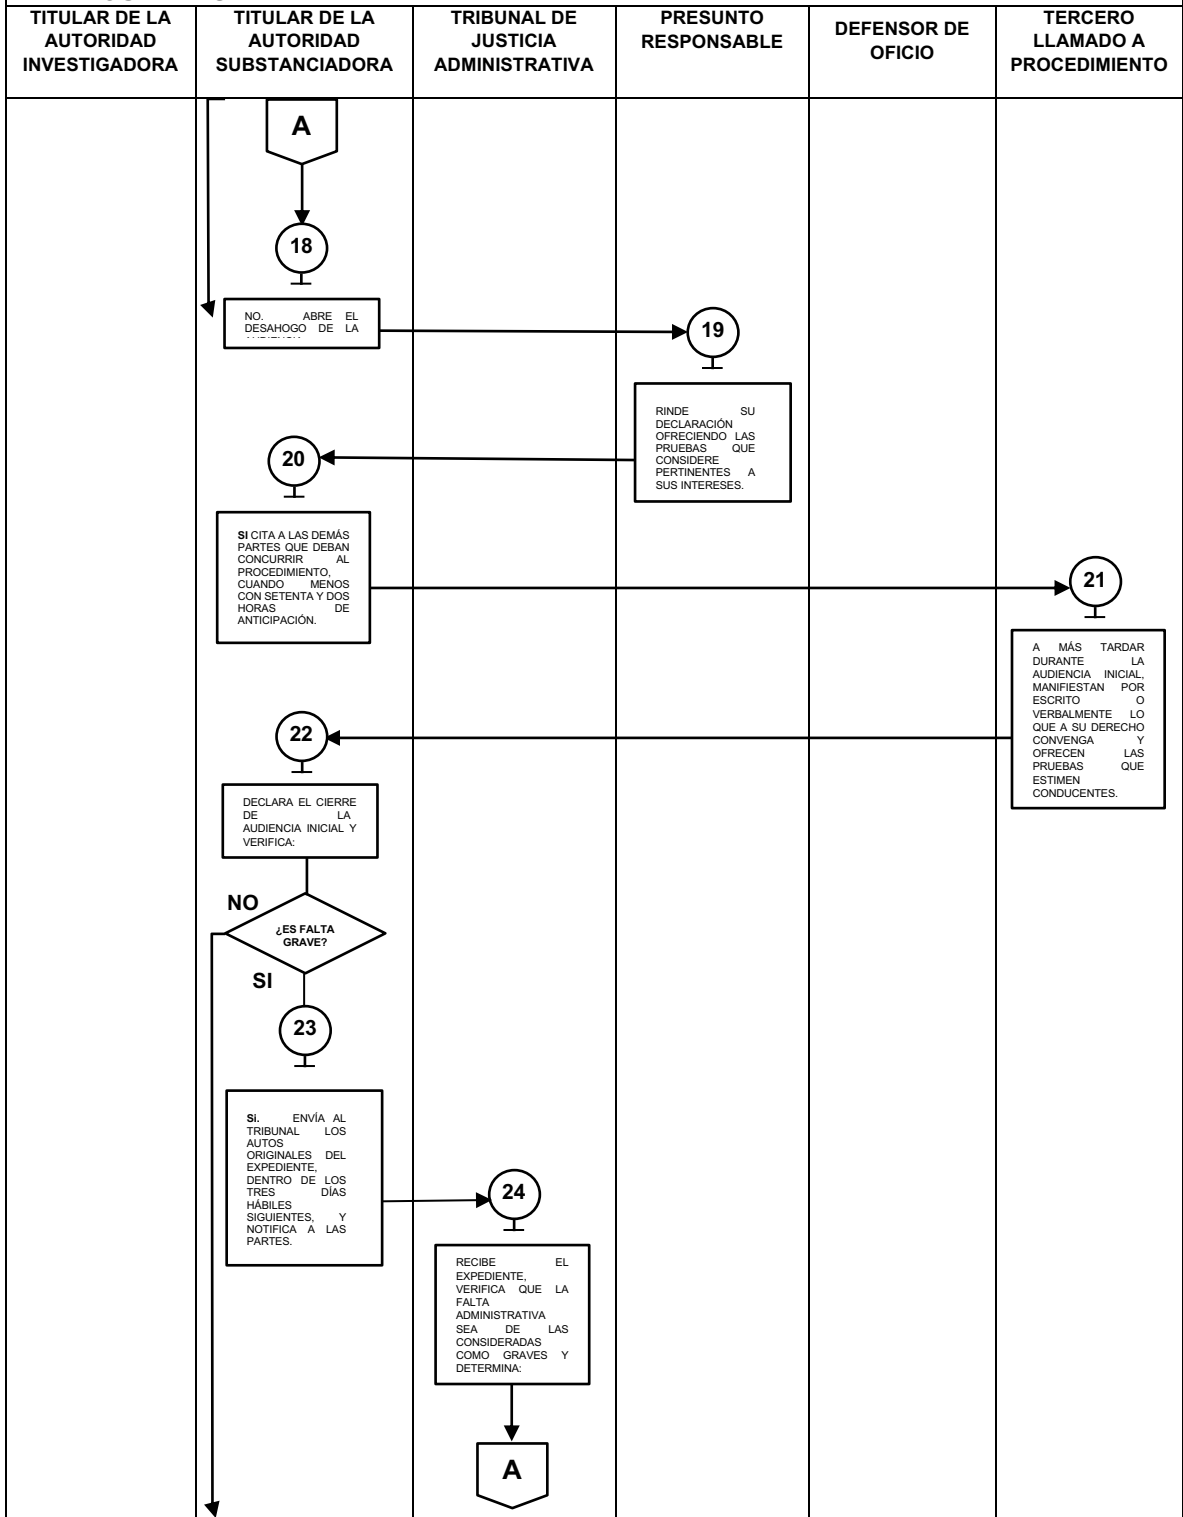 TITULAR DE LA
AUTORIDAD
INVESTIGADORA
TITULAR DE LA
AUTORIDAD
SUBSTANCIADORA
TRIBUNAL DE
JUSTICIA
ADMINISTRATIVA
PRESUNTO
RESPONSABLE
DEFENSOR DE
OFICIO
TERCERO
LLAMADO A
PROCEDIMIENTO
A
18
NO. ABRE EL
DESAHOGO DE LA
19
RINDE SU
DECLARACIÓN
OFRECIENDO LAS
PRUEBAS QUE
CONSIDERE
PERTINENTES A
SUS INTERESES.
20
SI CITA A LAS DEMÁS
PARTES QUE DEBAN
CONCURRIR AL
PROCEDIMIENTO,
CUANDO MENOS
CON SETENTA Y DOS
HORAS DE
ANTICIPACIÓN.
21
A MÁS TARDAR
DURANTE LA
AUDIENCIA INICIAL,
MANIFIESTAN POR
ESCRITO O
VERBALMENTE LO
QUE A SU DERECHO
CONVENGA Y
OFRECEN LAS
PRUEBAS QUE
ESTIMEN
CONDUCENTES.
22
DECLARA EL CIERRE
DE LA
AUDIENCIA INICIAL Y
VERIFICA:
NO
¿ES FALTA
GRAVE?
SI
23
Si. ENVÍA AL
TRIBUNAL LOS
AUTOS
ORIGINALES DEL
EXPEDIENTE,
DENTRO DE LOS
TRES DÍAS
HÁBILES
SIGUIENTES, Y
NOTIFICA A LAS
PARTES.
24
RECIBE EL
EXPEDIENTE,
VERIFICA QUE LA
FALTA
ADMINISTRATIVA
SEA DE LAS
CONSIDERADAS
COMO GRAVES Y
DETERMINA:
A